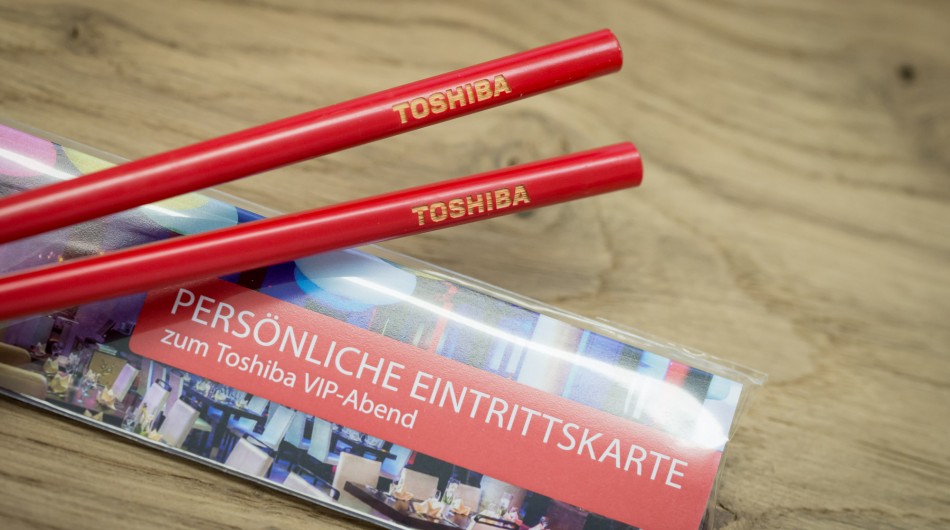 TOSHIBA
TOSHIBA
PERSÖNLICHE EINTRITTSKARTE
zum Toshiba VIP-Abend